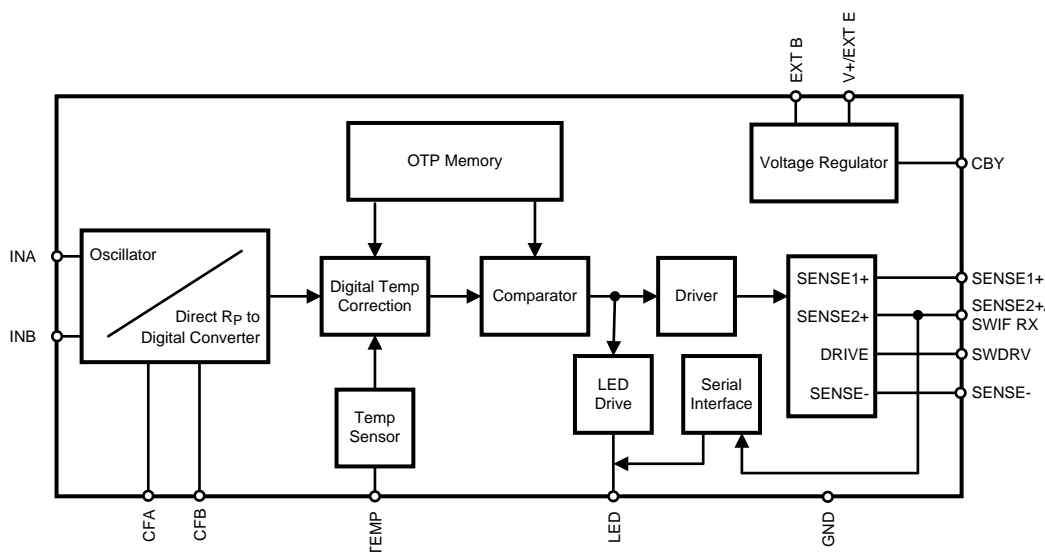 EXT B
V+/EXT E
OTP Memory
Voltage Regulator
CBY
INA
Oscillator
Direct RP to
Digital Converter
INB
Digital Temp
Correction
Comparator
Driver
SENSE1+
SENSE2+
DRIVE
SENSE-
SENSE1+
SENSE2+/
SWIF RX
SWDRV
SENSE-
Temp
Sensor
LED
Drive
Serial
Interface
CFA
CFB
TEMP
LED
GND